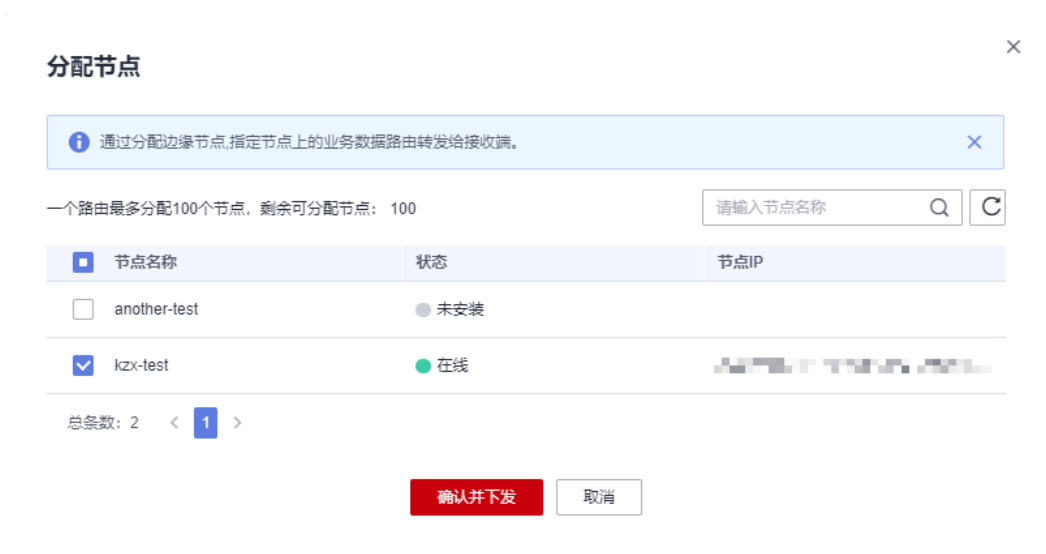 分配节点
通过分配边缘节点,指定节点上的业务数据路由转发给接收端。
一个路由最多分配100个节点，剩余可分配节点： 100
请输入节点名称
节点名称 状态 节点IP
another-test 未安装
kzx-test 在线
总条数：2 < 1 >
确认并下发 取消